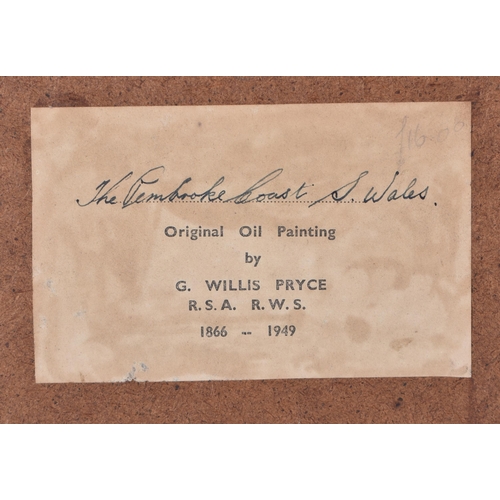 The Pembroke Coast S. Wales.
Original Oil Painting
by
G. WILLIS PRYCE
R.S.A. R.W.S.
1866 -- 1949